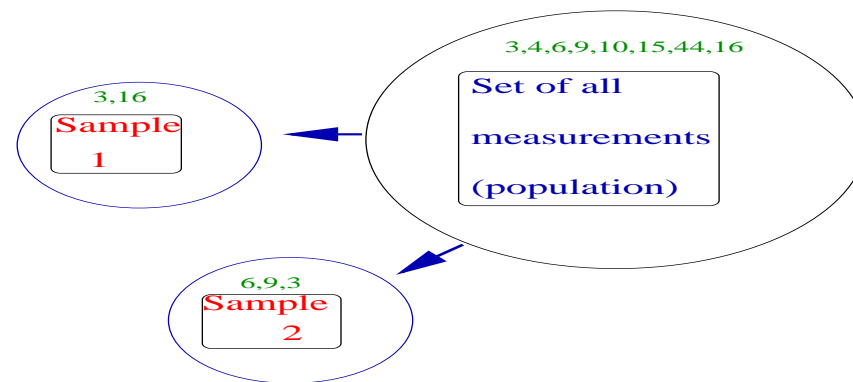 3,4,6,9,10,15,44,16
Set of all
measurements
(population)
3,16
Sample
1
6,9,3
Sample
2